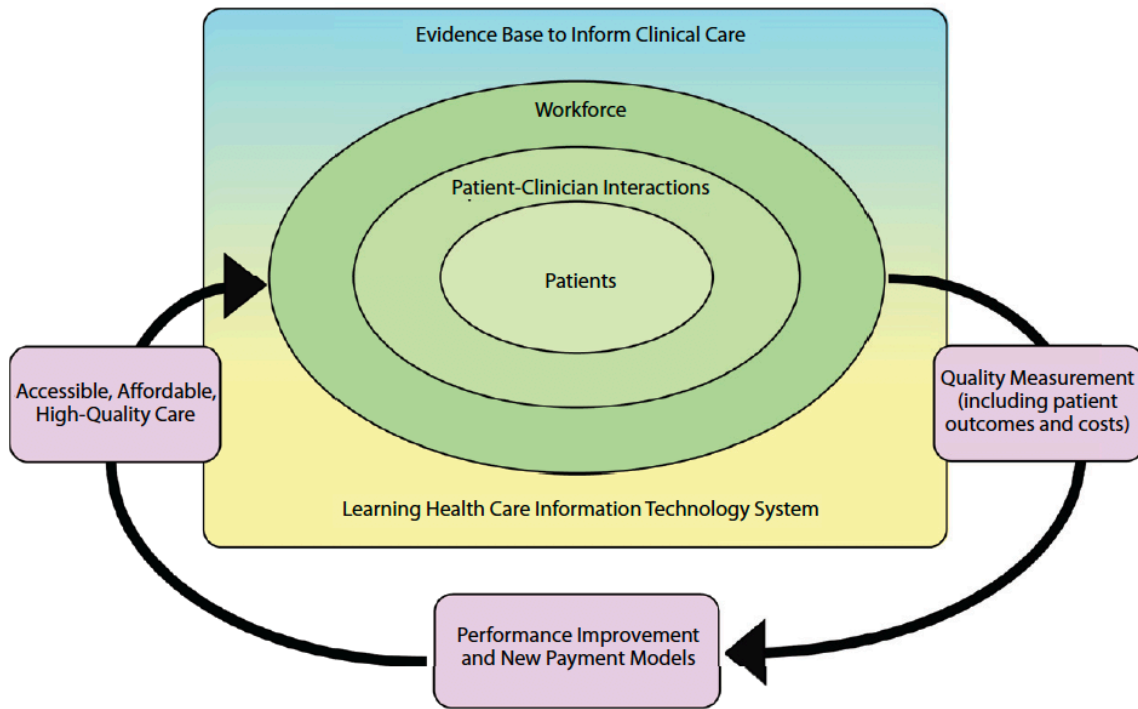 Evidence Base to Inform Clinical Care
Workforce
Patient-Clinician Interactions
Patients
Accessible, Affordable,
High-Quality Care
Quality Measurement
(including patient
outcomes and costs)
Learning Health Care Information Technology System
Performance Improvement
and New Payment Models